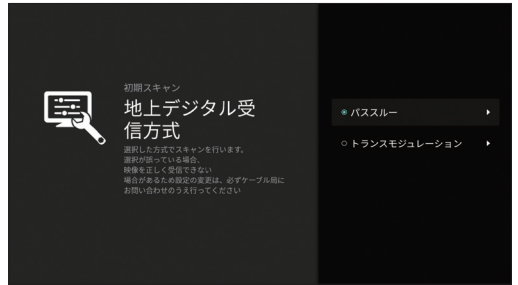 初期スキャン
地上デジタル受
信方式
選択した方式でスキャンを行います。
選択が誤っている場合、
映像を正しく受信できない
場合があるため設定の変更は、必ずケーブル局に
お問い合わせのうえ行ってください
パススルー
トランスモジュレーション